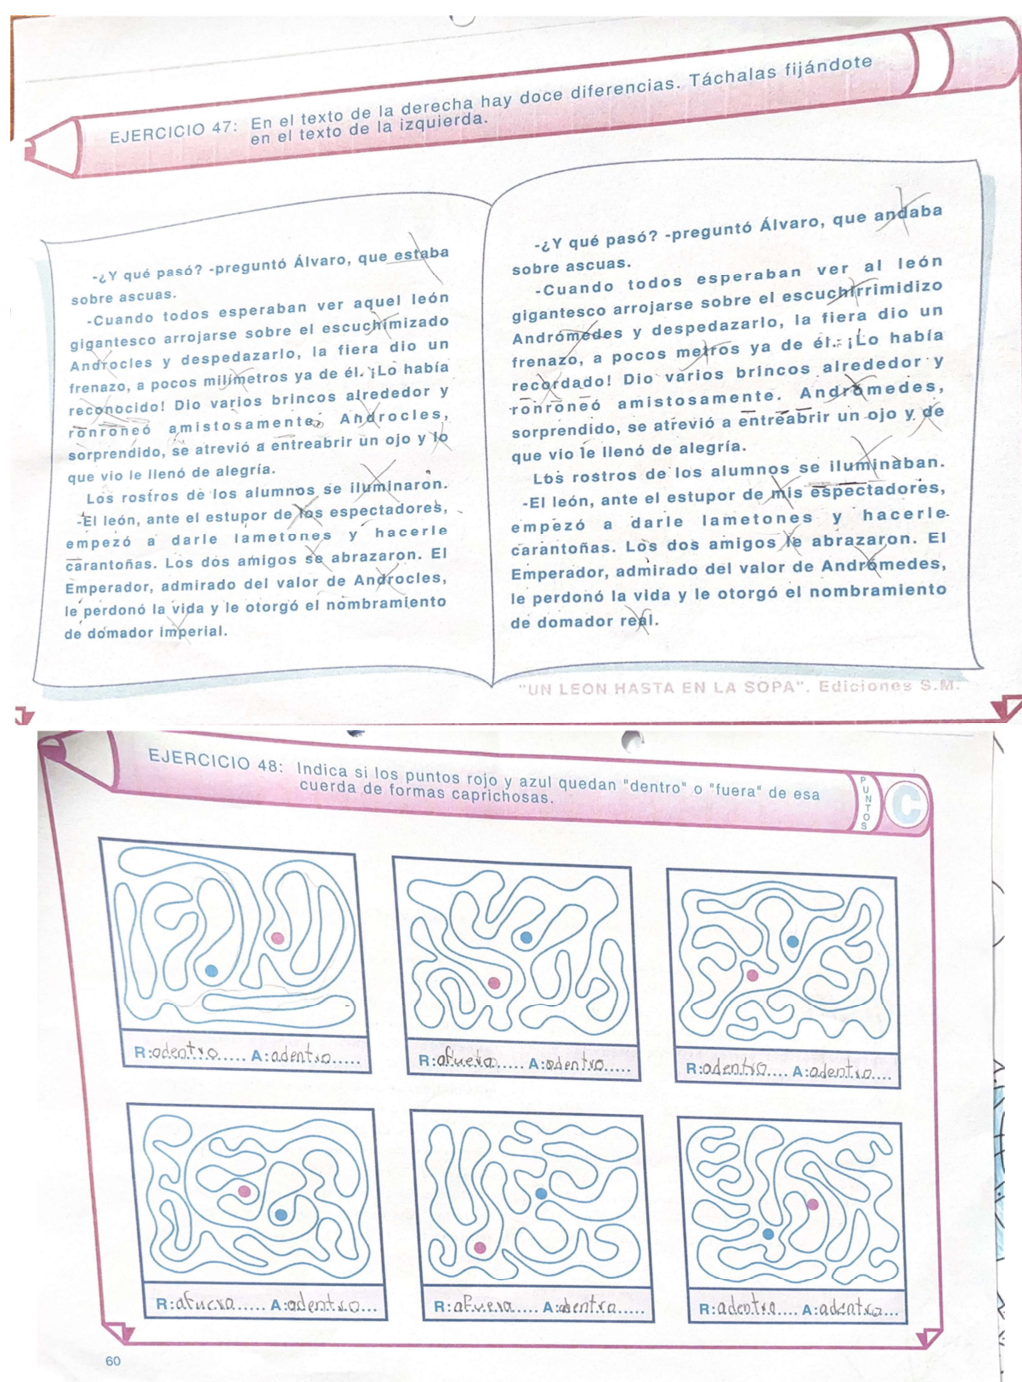 EJERCICIO 47: En el texto de la derecha hay doce diferencias. Táchalas fijándote
en el texto de la izquierda.
-¿Y qué pasó? -preguntó Álvaro, que estaba
sobre ascuas.
-Cuando todos esperaban ver aquel león
gigantesco arrojarse sobre el escuchimizado
Androcles y despedazarlo, la fiera dio un
frenazo, a pocos milímetros ya de él. ¡Lo había
reconocido! Dio varios brincos alrededor y
ronroneó amistosamente. Androcles,
sorprendido, se atrevió a entreabrir un ojo y lo
que vio le llenó de alegría.
Los rostros de los alumnos se iluminaron.
-El león, ante el estupor de los espectadores,
empezó a darle lametones y hacerle
carantoñas. Los dos amigos se abrazaron. El
Emperador, admirado del valor de Androcles,
le perdonó la vida y le otorgó el nombramiento
de domador imperial.
-¿Y qué pasó? -preguntó Álvaro, que andaba
sobre ascuas.
-Cuando todos esperaban ver al león
gigantesco arrojarse sobre el escuchirrimidizo
Andrómedes y despedazarlo, la fiera dio un
frenazo, a pocos metros ya de él. ¡Lo había
recordado! Dio varios brincos alrededor y
ronroneó amistosamente. Andrómedes,
sorprendido, se atrevió a entreabrir un ojo y de
que vio le llenó de alegría.
Los rostros de los alumnos se iluminaban.
-El león, ante el estupor de mis espectadores,
empezó a darle lametones y hacerle
carantoñas. Los dos amigos le abrazaron. El
Emperador, admirado del valor de Andrómedes,
le perdonó la vida y le otorgó el nombramiento
de domador real.
"UN LEON HASTA EN LA SOPA". Ediciones S.M.
EJERCICIO 48: Indica si los puntos rojo y azul quedan "dentro" o "fuera" de esa
cuerda de formas caprichosas.
PUNTOS
C
R:adentro..... A:adentro.....
R:afuera..... A:adentro.....
R:adentro.... A:adentro....
R:afuera..... A:adentro...
R:afuera..... A:adentro.....
R:adentro.... A:adentro...
60